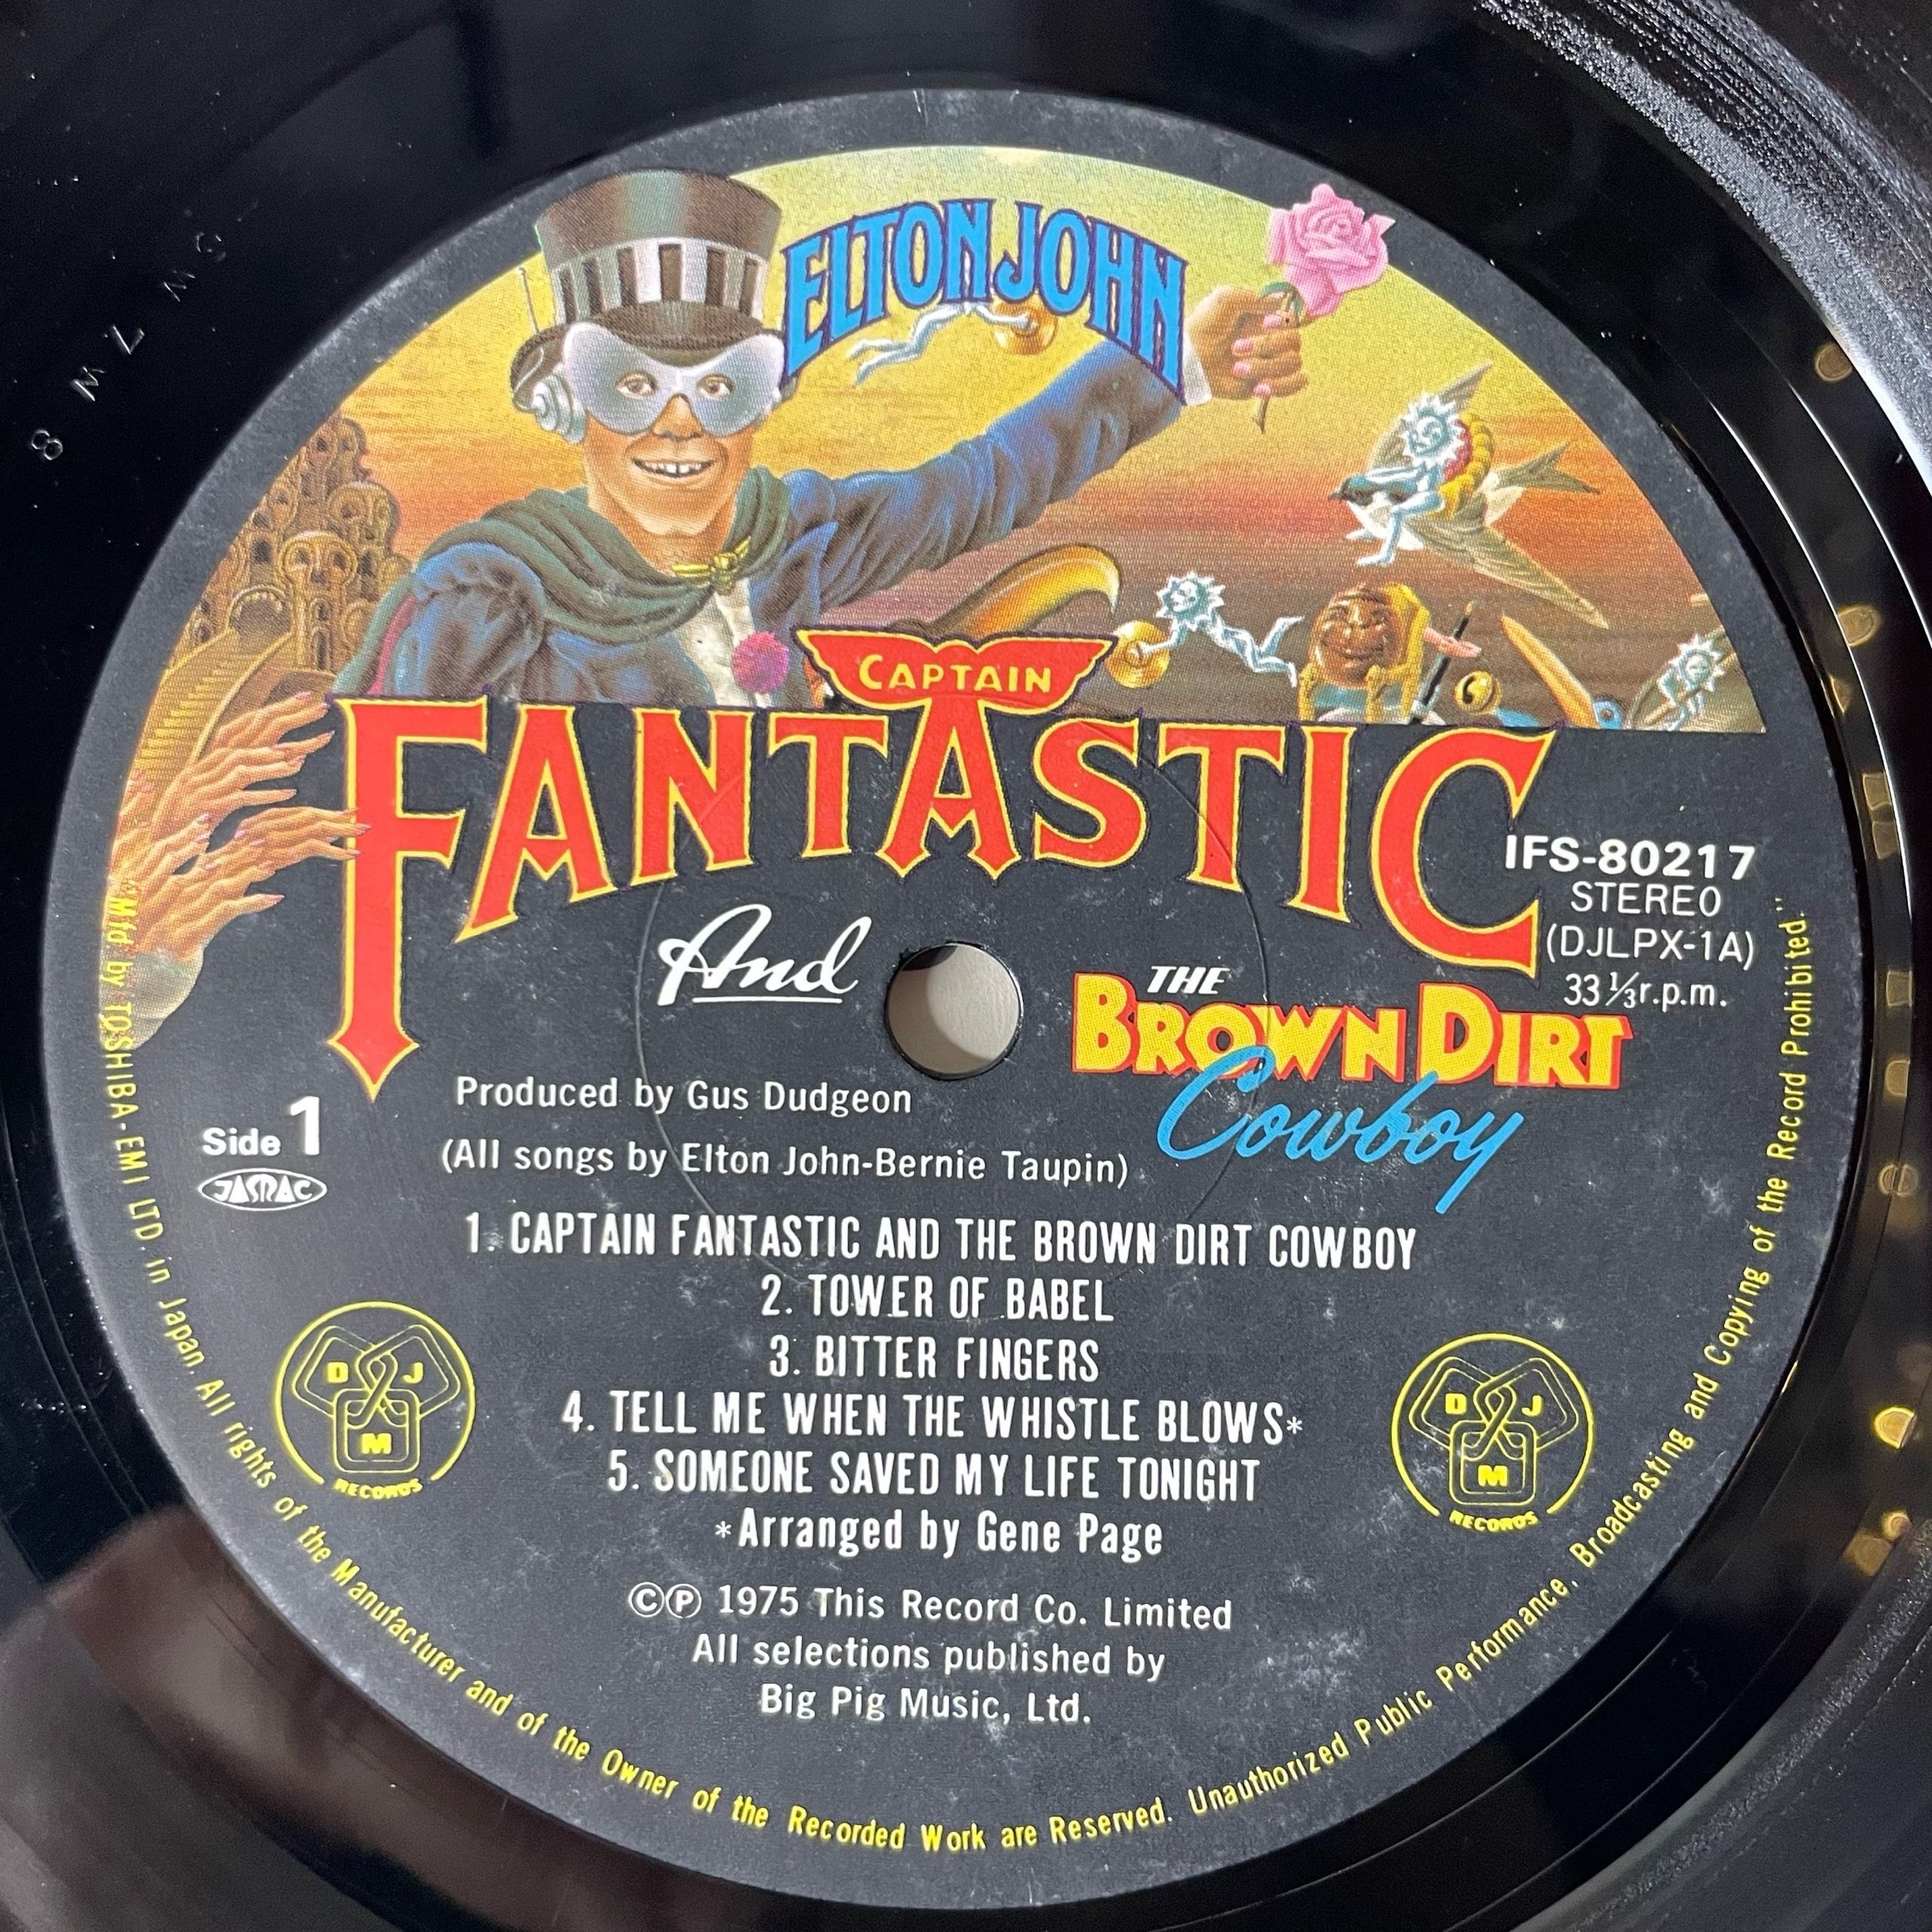 ELTON JOHN
CAPTAIN
FANTASTIC
And
THE
BROWN DIRT
Cowboy
IFS-80217
STEREO
(DJLPX-1A)
33 ⅓ r.p.m.
Side 1
JASRAC
Produced by Gus Dudgeon
(All songs by Elton John-Bernie Taupin)
1. CAPTAIN FANTASTIC AND THE BROWN DIRT COWBOY
2. TOWER OF BABEL
3. BITTER FINGERS
4. TELL ME WHEN THE WHISTLE BLOWS*
5. SOMEONE SAVED MY LIFE TONIGHT
*Arranged by Gene Page
©Ⓟ 1975 This Record Co. Limited
All selections published by
Big Pig Music, Ltd.
D J
M
RECORDS
D J
M
RECORDS
"Mfd by TOSHIBA-EMI LTD. in Japan. All rights of the Manufacturer and of the Owner of the Recorded Work are Reserved. Unauthorized Public Performance, Broadcasting and Copying of the Record Prohibited."